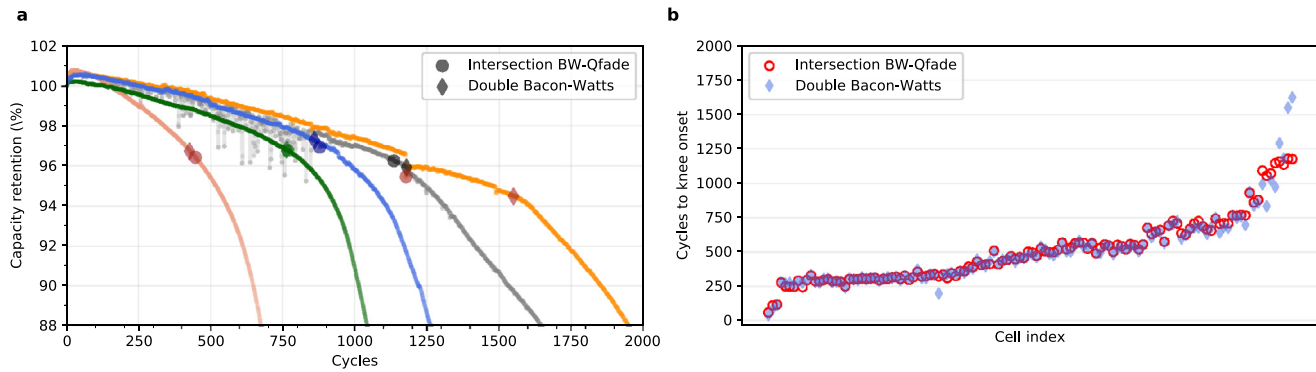 a
102
100
98
96
94
92
90
88
Capacity retention (\%)
0
250
500
750
1000
1250
1500
1750
2000
Cycles
Intersection BW-Qfade
Double Bacon-Watts
b
2000
1750
1500
1250
1000
750
500
250
0
Cycles to knee onset
Cell index
Intersection BW-Qfade
Double Bacon-Watts